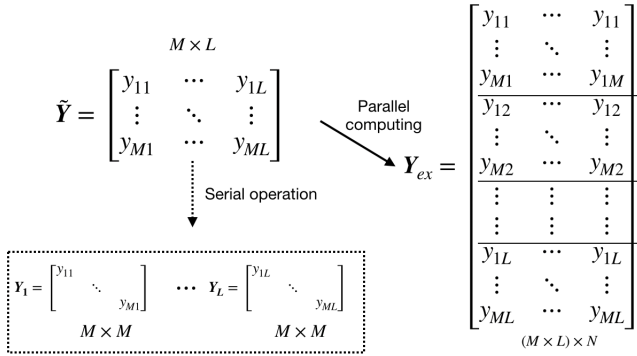 M × L
Ỹ = [ y₁₁ ⋯ y₁L
⋮ ⋱ ⋮
yM1 ⋯ yML ]
Serial operation
Parallel
computing
Y₁ = [ y₁₁ ⋱ yM1 ] ⋯ YL = [ y₁L ⋱ yML ]
M × M M × M
Yₑₓ = [ y₁₁ ⋯ y₁₁
⋮ ⋱ ⋮
yM1 ⋯ y₁M
y₁₂ ⋯ y₁₂
⋮ ⋱ ⋮
yM2 ⋯ yM2
⋮ ⋮ ⋮
⋮ ⋮ ⋮
y₁L ⋯ y₁L
⋮ ⋱ ⋮
yML ⋯ yML ]
(M × L) × N